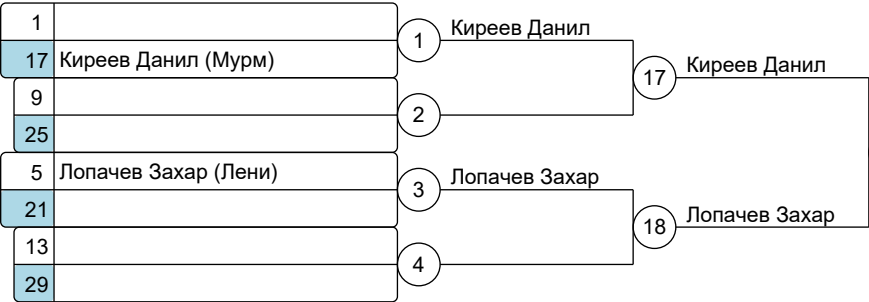 1
17 Киреев Данил (Мурм)
9
25
5 Лопачев Захар (Лени)
21
13
29
1
2
3
4
Киреев Данил
Лопачев Захар
17
18
Киреев Данил
Лопачев Захар